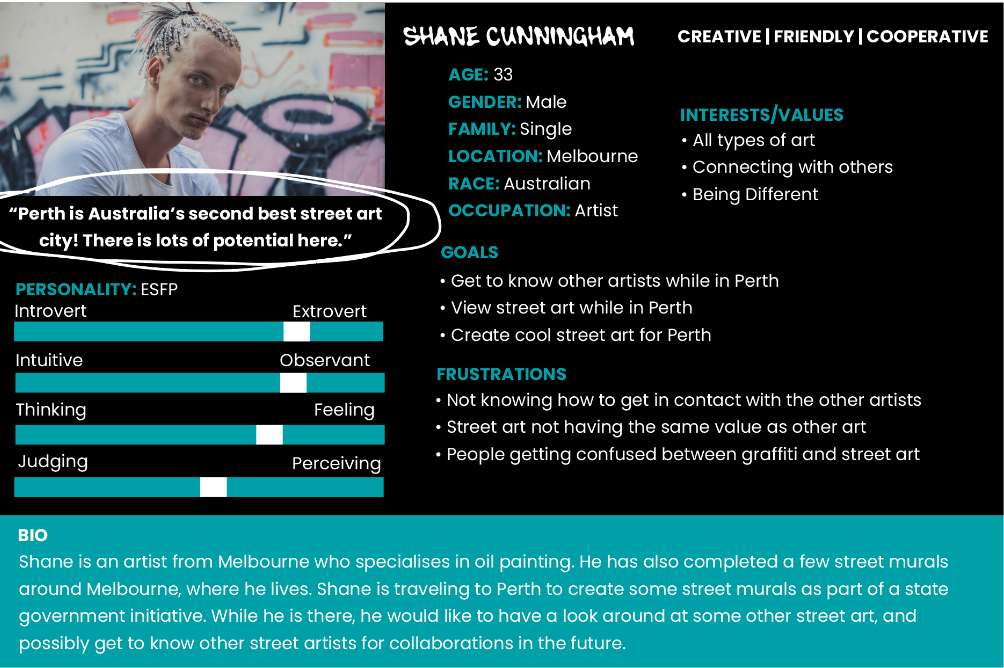 SHANE CUNNINGHAM
CREATIVE | FRIENDLY | COOPERATIVE
AGE: 33
GENDER: Male
FAMILY: Single
LOCATION: Melbourne
RACE: Australian
OCCUPATION: Artist
INTERESTS/VALUES
• All types of art
• Connecting with others
• Being Different
“Perth is Australia’s second best street art
city! There is lots of potential here.”
PERSONALITY: ESFP
Introvert Extrovert
Intuitive Observant
Thinking Feeling
Judging Perceiving
GOALS
• Get to know other artists while in Perth
• View street art while in Perth
• Create cool street art for Perth
FRUSTRATIONS
• Not knowing how to get in contact with the other artists
• Street art not having the same value as other art
• People getting confused between graffiti and street art
BIO
Shane is an artist from Melbourne who specialises in oil painting. He has also completed a few street murals
around Melbourne, where he lives. Shane is traveling to Perth to create some street murals as part of a state
government initiative. While he is there, he would like to have a look around at some other street art, and
possibly get to know other street artists for collaborations in the future.